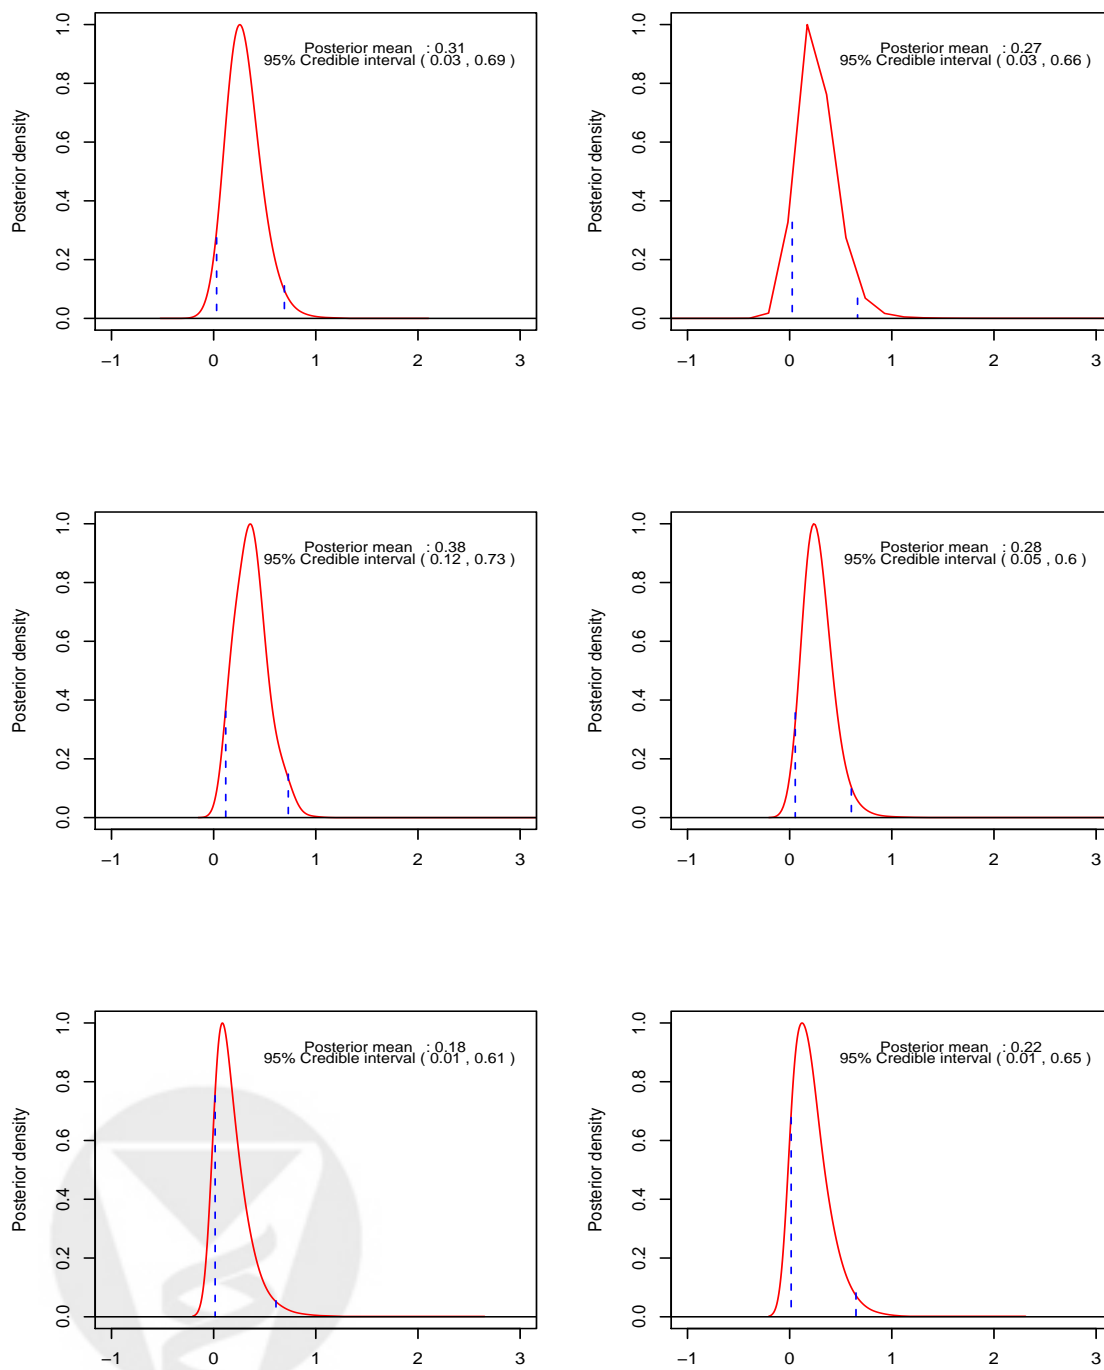 Posterior mean : 0.31
95% Credible interval ( 0.03 , 0.69 )
Posterior density
0.0 0.2 0.4 0.6 0.8 1.0
−1 0 1 2 3
Posterior mean : 0.27
95% Credible interval ( 0.03 , 0.66 )
Posterior density
0.0 0.2 0.4 0.6 0.8 1.0
−1 0 1 2 3
Posterior mean : 0.38
95% Credible interval ( 0.12 , 0.73 )
Posterior density
0.0 0.2 0.4 0.6 0.8 1.0
−1 0 1 2 3
Posterior mean : 0.28
95% Credible interval ( 0.05 , 0.6 )
Posterior density
0.0 0.2 0.4 0.6 0.8 1.0
−1 0 1 2 3
Posterior mean : 0.18
95% Credible interval ( 0.01 , 0.61 )
Posterior density
0.0 0.2 0.4 0.6 0.8 1.0
−1 0 1 2 3
Posterior mean : 0.22
95% Credible interval ( 0.01 , 0.65 )
Posterior density
0.0 0.2 0.4 0.6 0.8 1.0
−1 0 1 2 3